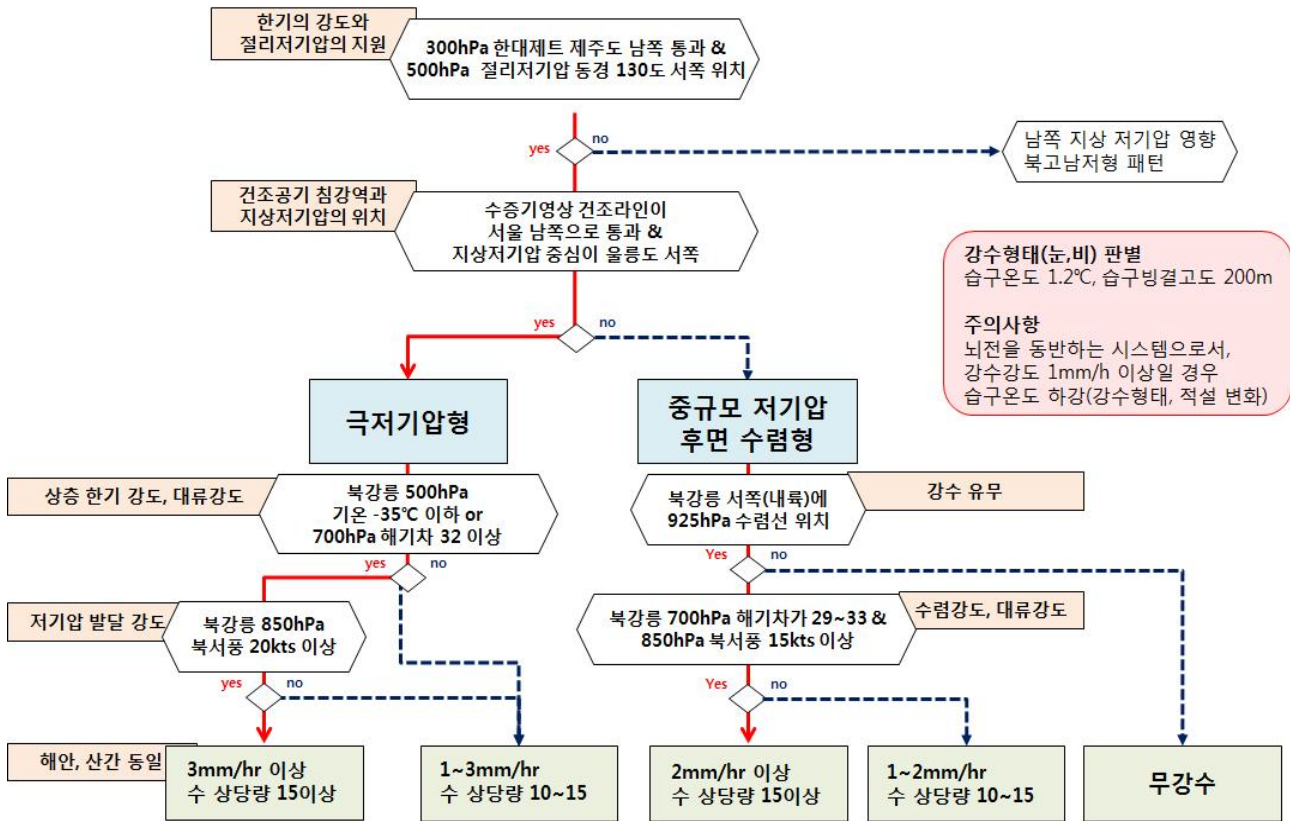 한기의 강도와
절리저기압의 지원
300hPa 한대제트 제주도 남쪽 통과 &
500hPa 절리저기압 동경 130도 서쪽 위치
yes
no
남쪽 지상 저기압 영향
북고남저형 패턴
건조공기 침강역과
지상저기압의 위치
수증기영상 건조라인이
서울 남쪽으로 통과 &
지상저기압 중심이 울릉도 서쪽
강수형태(눈,비) 판별
습구온도 1.2℃, 습구빙결고도 200m
주의사항
뇌전을 동반하는 시스템으로서,
강수강도 1mm/h 이상일 경우
습구온도 하강(강수형태, 적설 변화)
yes
no
극저기압형
중규모 저기압
후면 수렴형
상층 한기 강도, 대류강도
북강릉 500hPa
기온 -35℃ 이하 or
700hPa 해기차 32 이상
북강릉 서쪽(내륙)에
925hPa 수렴선 위치
강수 유무
yes
no
Yes
no
저기압 발달 강도
북강릉 850hPa
북서풍 20kts 이상
북강릉 700hPa 해기차가 29~33 &
850hPa 북서풍 15kts 이상
수렴강도, 대류강도
yes
no
Yes
no
해안, 산간 동일
3mm/hr 이상
수 상당량 15이상
1~3mm/hr
수 상당량 10~15
2mm/hr 이상
수 상당량 15이상
1~2mm/hr
수 상당량 10~15
무강수